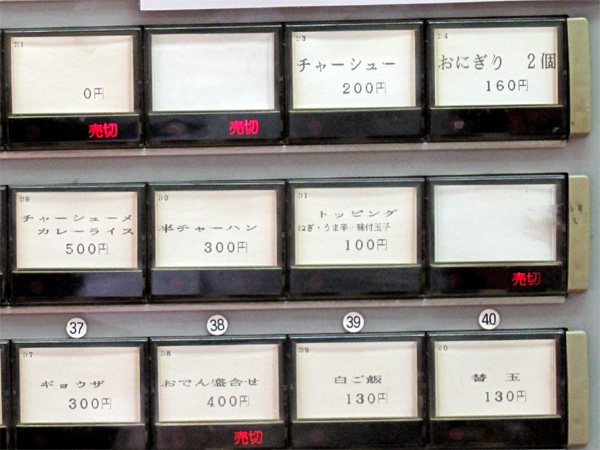 0円
売切
売切
チャーシュー
200円
おにぎり 2個
160円
チャーシューメ
カレーライス
500円
半チャーハン
300円
トッピング
ねぎ・うま辛・味付玉子
100円
売切
37
38
39
40
ギョウザ
300円
おでん盛合せ
400円
売切
白ご飯
130円
替玉
130円